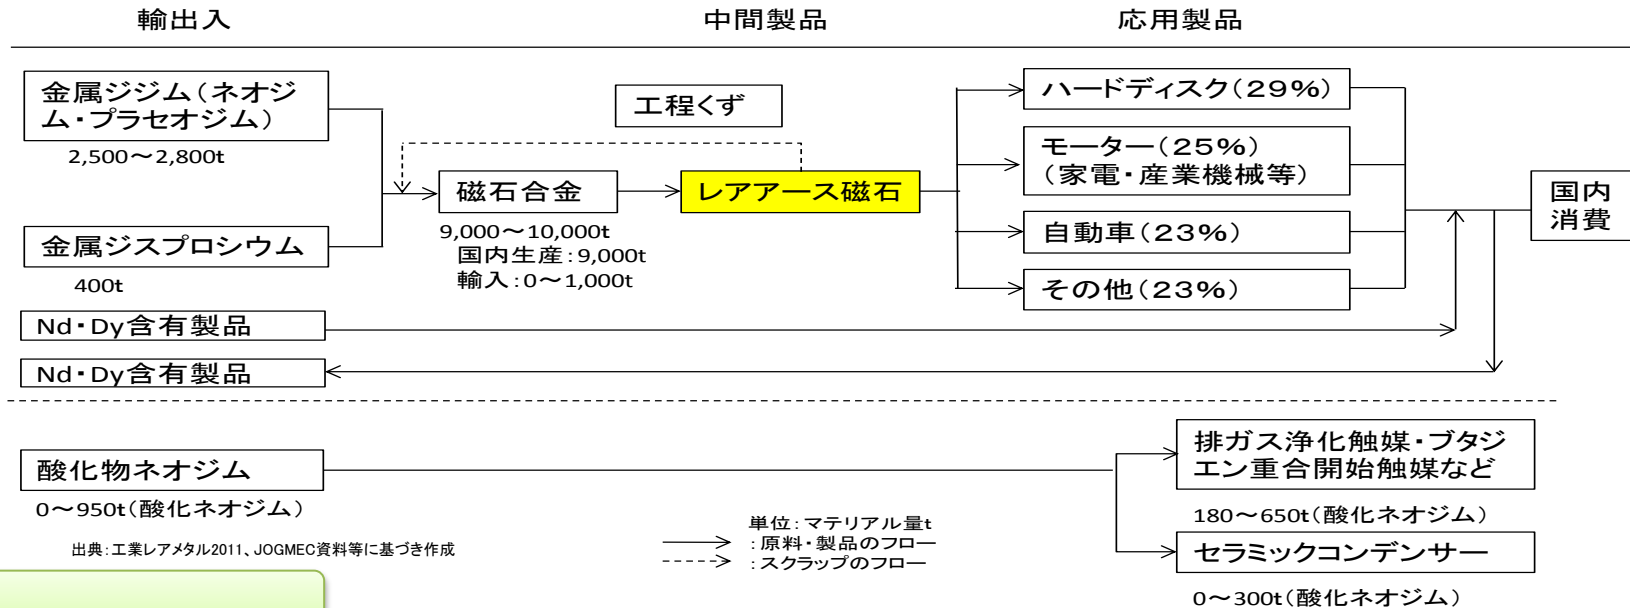 輸出入
中間製品
応用製品
金属ジジム(ネオジ
ム・プラセオジム)
2,500～2,800t
工程くず
ハードディスク(29%)
モーター(25%)
(家電・産業機械等)
磁石合金
レアアース磁石
国内
消費
9,000～10,000t
国内生産:9,000t
輸入:0～1,000t
金属ジスプロシウム
400t
自動車(23%)
その他(23%)
Nd・Dy含有製品
Nd・Dy含有製品
酸化物ネオジム
0～950t(酸化ネオジム)
排ガス浄化触媒・ブタジ
エン重合開始触媒など
180～650t(酸化ネオジム)
セラミックコンデンサー
0～300t(酸化ネオジム)
単位:マテリアル量t
:原料・製品のフロー
:スクラップのフロー
出典:工業レアメタル2011、JOGMEC資料等に基づき作成